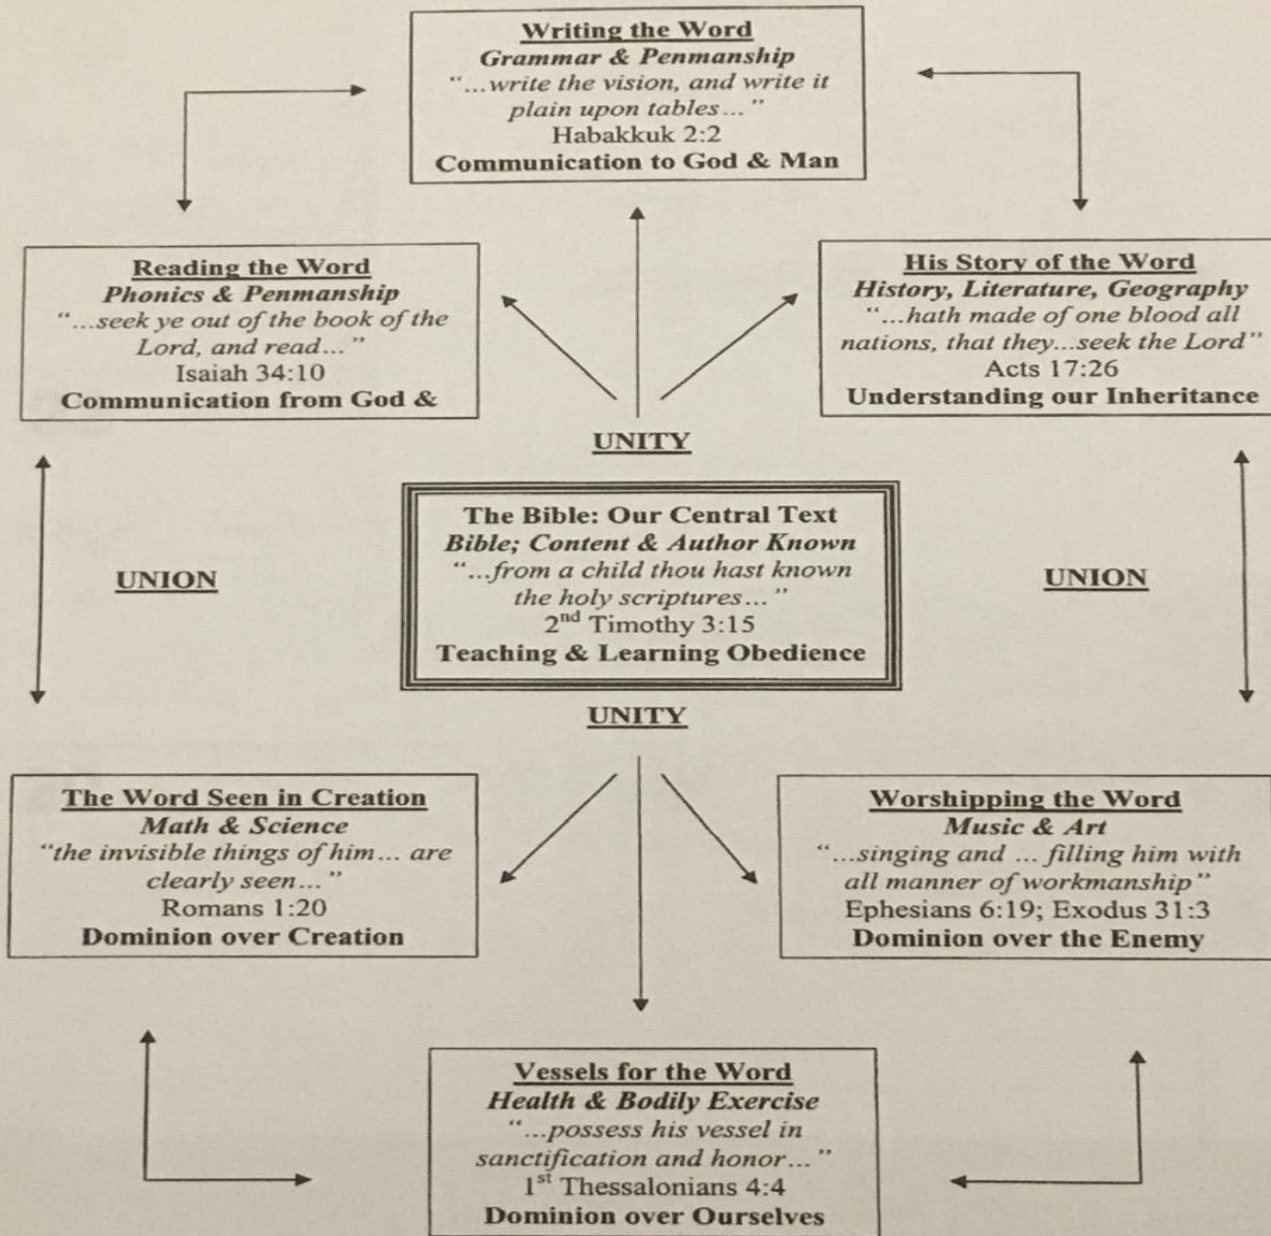 Writing the Word
Grammar & Penmanship
“...write the vision, and write it
plain upon tables...”
Habakkuk 2:2
Communication to God & Man
Reading the Word
Phonics & Penmanship
“...seek ye out of the book of the
Lord, and read...”
Isaiah 34:10
Communication from God &
His Story of the Word
History, Literature, Geography
“...hath made of one blood all
nations, that they...seek the Lord”
Acts 17:26
Understanding our Inheritance
UNITY
The Bible: Our Central Text
Bible; Content & Author Known
“...from a child thou hast known
the holy scriptures...”
2nd Timothy 3:15
Teaching & Learning Obedience
UNION
UNION
UNITY
The Word Seen in Creation
Math & Science
“the invisible things of him... are
clearly seen...”
Romans 1:20
Dominion over Creation
Worshipping the Word
Music & Art
“...singing and ... filling him with
all manner of workmanship”
Ephesians 6:19; Exodus 31:3
Dominion over the Enemy
Vessels for the Word
Health & Bodily Exercise
“...possess his vessel in
sanctification and honor...”
1st Thessalonians 4:4
Dominion over Ourselves